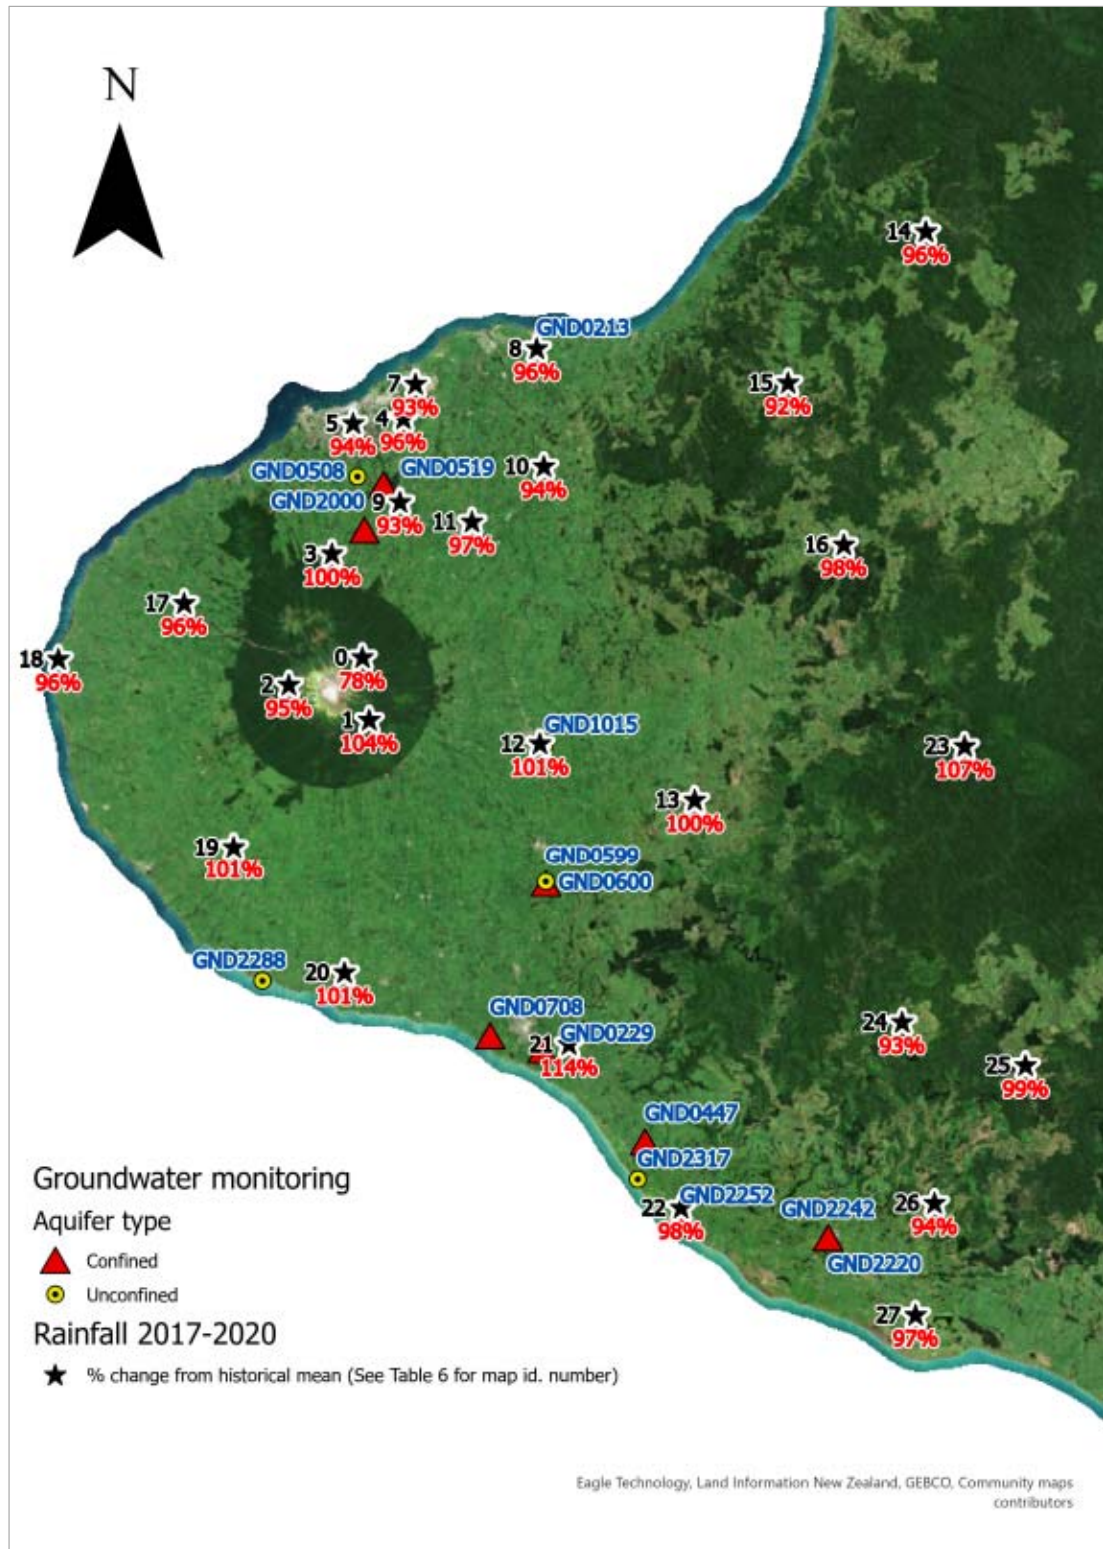 N
14
96%
GND0213
8
96%
7
93%
15
92%
5
94%
4
96%
GND0508
GND0519
10
94%
GND2000
9
93%
11
97%
3
100%
16
98%
17
96%
18
96%
0
78%
2
95%
1
104%
GND1015
12
101%
23
107%
13
100%
19
101%
GND0599
GND0600
GND2288
20
101%
GND0708
21
GND0229
114%
24
93%
25
99%
GND0447
GND2317
22
GND2252
98%
GND2242
26
94%
GND2220
27
97%
Groundwater monitoring
Aquifer type
Confined
Unconfined
Rainfall 2017-2020
% change from historical mean (See Table 6 for map id. number)
Eagle Technology, Land Information New Zealand, GEBCO, Community maps
contributors